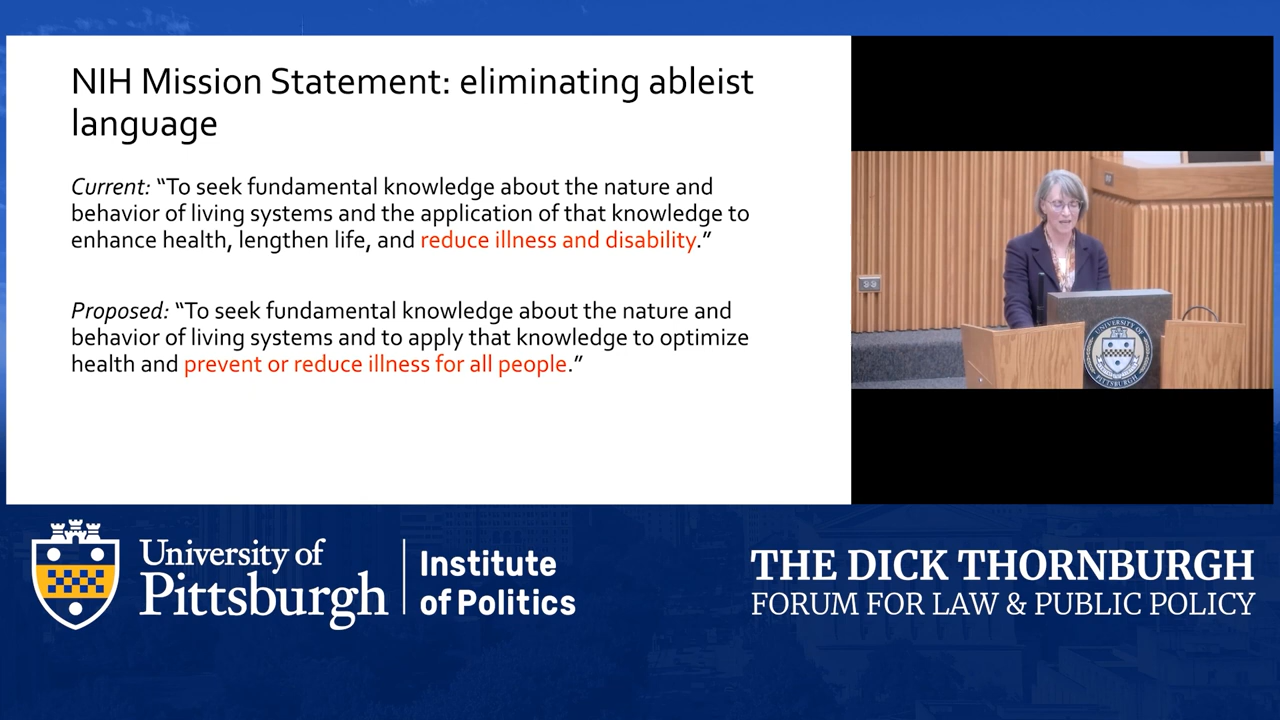 NIH Mission Statement: eliminating ableist
language
Current: “To seek fundamental knowledge about the nature and
behavior of living systems and the application of that knowledge to
enhance health, lengthen life, and reduce illness and disability.”
Proposed: “To seek fundamental knowledge about the nature and
behavior of living systems and to apply that knowledge to optimize
health and prevent or reduce illness for all people.”
UNIVERSITY OF
PITTSBURGH
University of
Pittsburgh
Institute
of Politics
THE DICK THORNBURGH
FORUM FOR LAW & PUBLIC POLICY